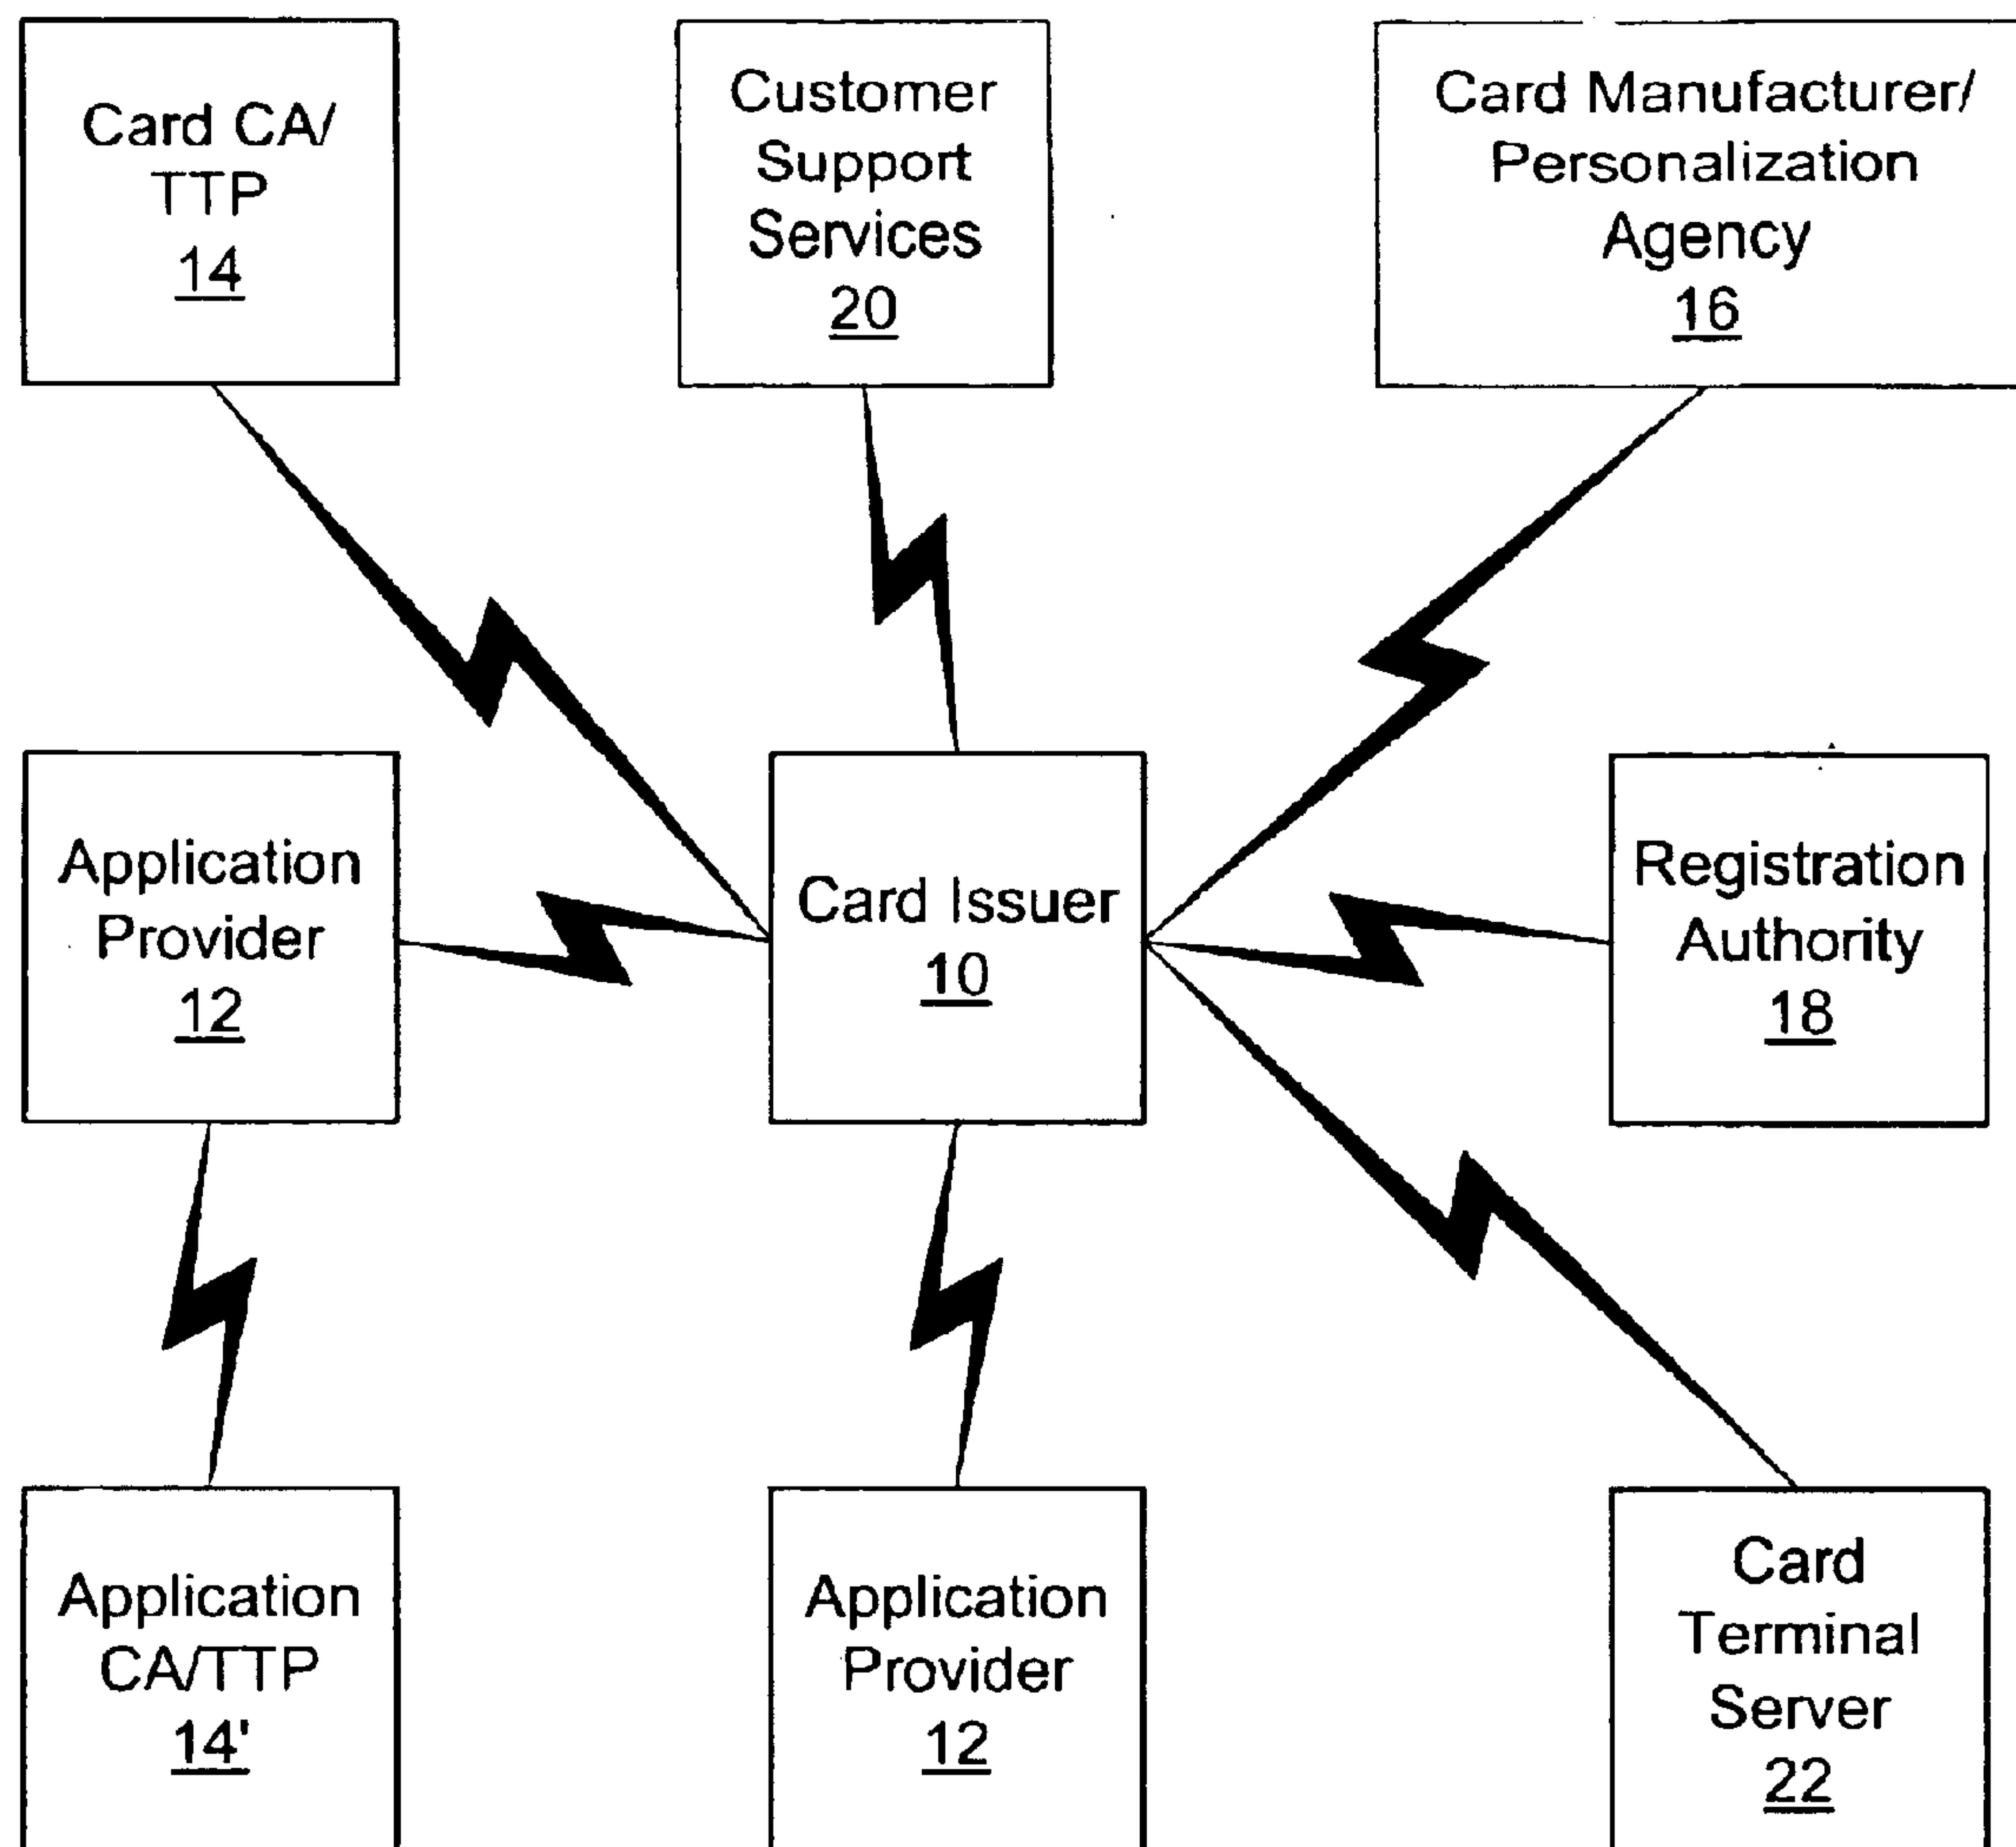 Card CA/
TTP
14
Customer
Support
Services
20
Card Manufacturer/
Personalization
Agency
16
Application
Provider
12
Card Issuer
10
Registration
Authority
18
Application
CA/TTP
14'
Application
Provider
12
Card
Terminal
Server
22